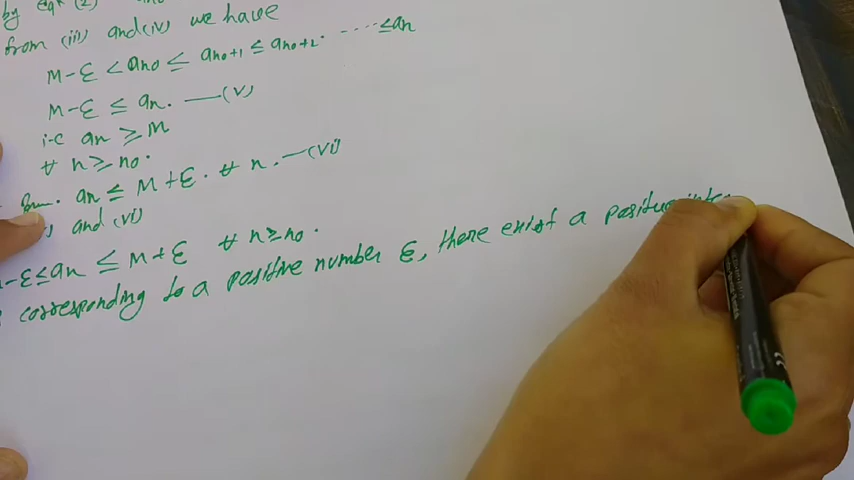 by eqn (2)
from (iii) and (iv) we have
M-ε < an₀ ≤ an₀+1 ≤ an₀+2 ..... ≤ an
M-ε ≤ an. —(v)
i-e an ≥ M
∀ n ≥ n₀.
an ≤ M+ε. ∀ n. —(vi)
and (vi)
-ε ≤ an ≤ M+ε ∀ n ≥ n₀.
corresponding to a positive number ε, there exist a positive